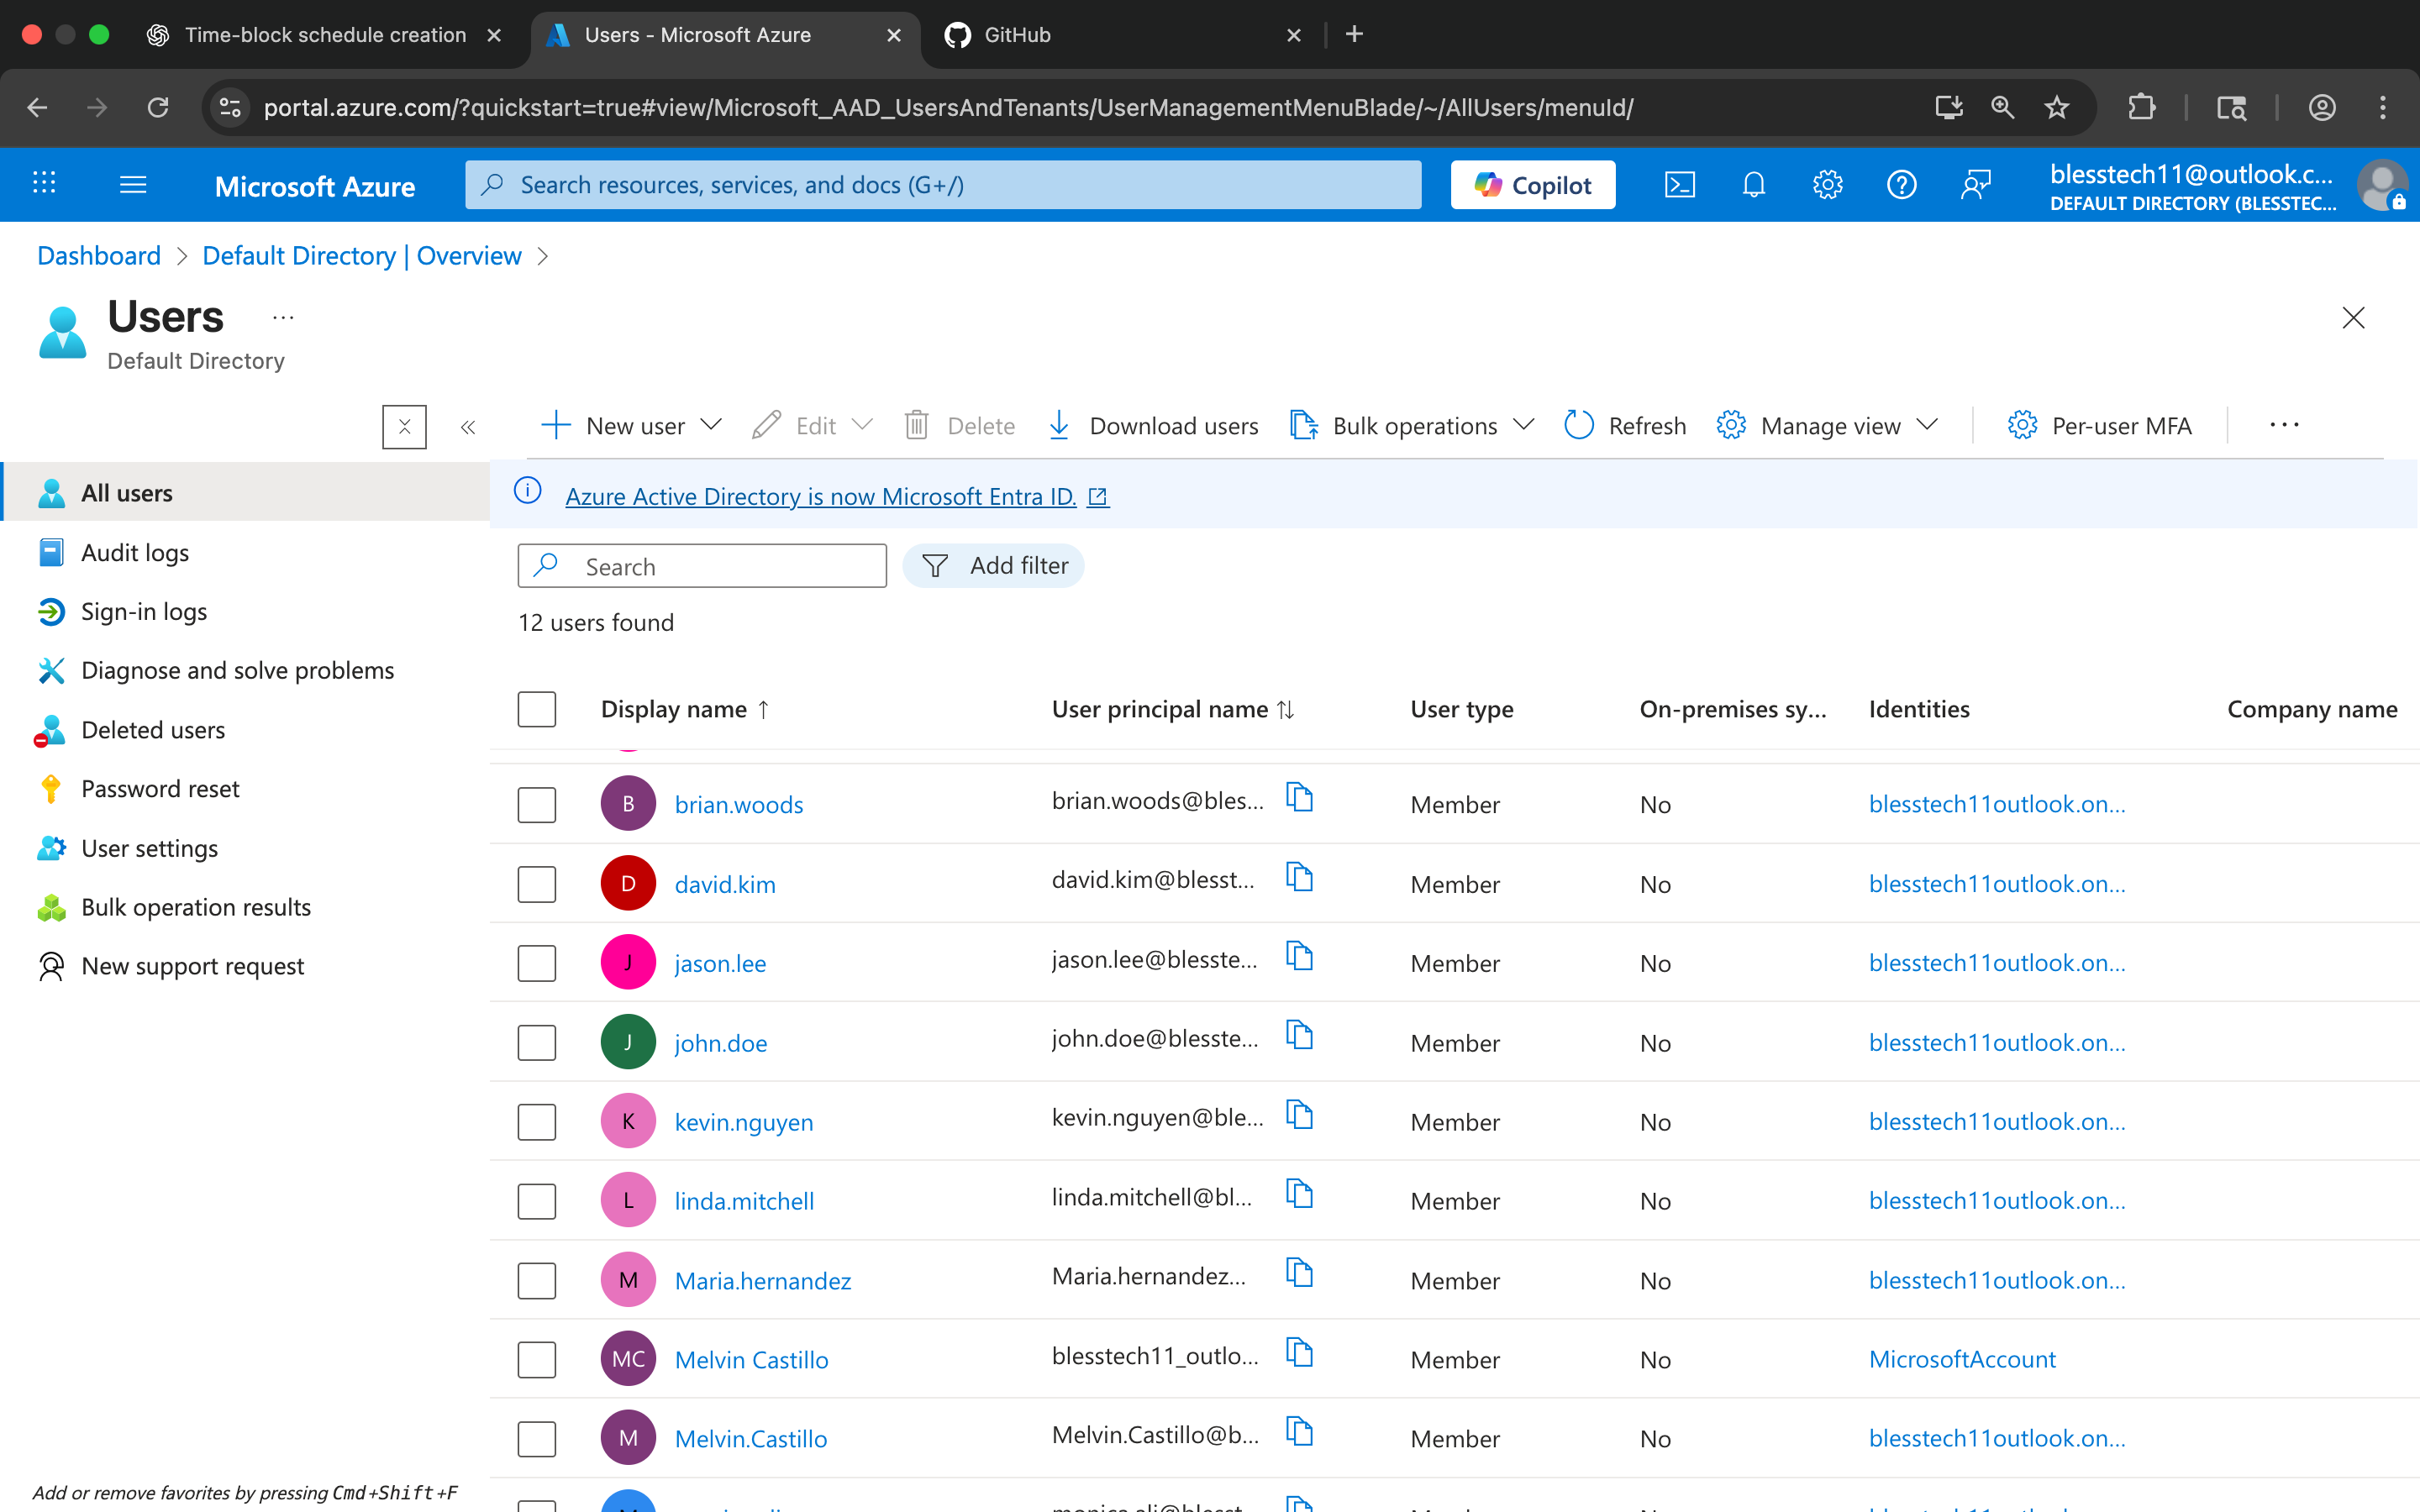 Time-block schedule creation
Users - Microsoft Azure
GitHub
portal.azure.com/?quickstart=true#view/Microsoft_AAD_UsersAndTenants/UserManagementMenuBlade/~/AllUsers/menuId/
Microsoft Azure
Search resources, services, and docs (G+/)
Copilot
blesstech11@outlook.c...
DEFAULT DIRECTORY (BLESSTEC...
Dashboard > Default Directory | Overview >
Users ...
Default Directory
New user
Edit
Delete
Download users
Bulk operations
Refresh
Manage view
Per-user MFA
...
All users
Audit logs
Sign-in logs
Diagnose and solve problems
Deleted users
Password reset
User settings
Bulk operation results
New support request
Add or remove favorites by pressing Cmd+Shift+F
Azure Active Directory is now Microsoft Entra ID.
Search
Add filter
12 users found
Display name ↑ User principal name ↑↓ User type On-premises sy... Identities Company name
B brian.woods brian.woods@bles... Member No blesstech11outlook.on...
D david.kim david.kim@blesst... Member No blesstech11outlook.on...
J jason.lee jason.lee@blesste... Member No blesstech11outlook.on...
J john.doe john.doe@blesste... Member No blesstech11outlook.on...
K kevin.nguyen kevin.nguyen@ble... Member No blesstech11outlook.on...
L linda.mitchell linda.mitchell@bl... Member No blesstech11outlook.on...
M Maria.hernandez Maria.hernandez... Member No blesstech11outlook.on...
MC Melvin Castillo blesstech11_outlo... Member No MicrosoftAccount
M Melvin.Castillo Melvin.Castillo@b... Member No blesstech11outlook.on...